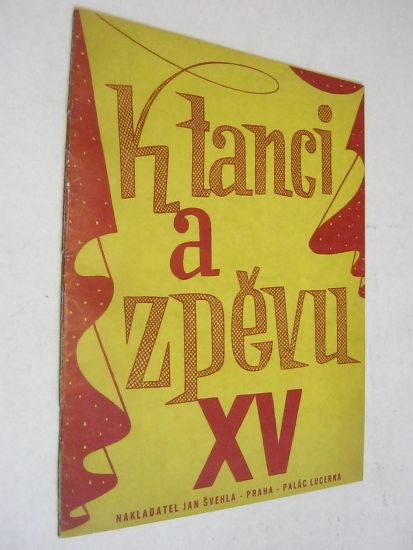 K tanci
a
zpěvu
XV
NAKLADATEL JAN ŠVEHLA - PRAHA - PALÁC LUCERNA